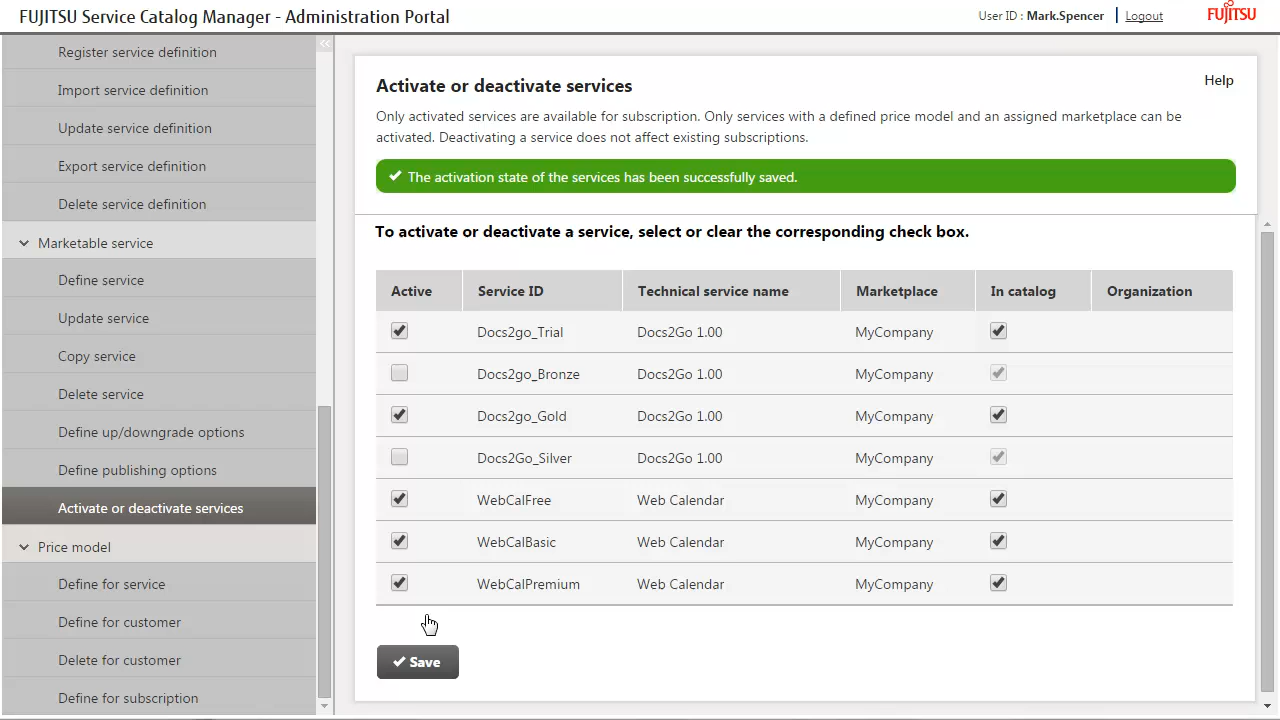 FUJITSU Service Catalog Manager - Administration Portal
User ID : Mark.Spencer
Logout
FUJITSU
Register service definition
Import service definition
Update service definition
Export service definition
Delete service definition
Marketable service
Define service
Update service
Copy service
Delete service
Define up/downgrade options
Define publishing options
Activate or deactivate services
Price model
Define for service
Define for customer
Delete for customer
Define for subscription
Activate or deactivate services
Help
Only activated services are available for subscription. Only services with a defined price model and an assigned marketplace can be
activated. Deactivating a service does not affect existing subscriptions.
The activation state of the services has been successfully saved.
To activate or deactivate a service, select or clear the corresponding check box.
Active Service ID Technical service name Marketplace In catalog Organization
Docs2go_Trial Docs2Go 1.00 MyCompany
Docs2go_Bronze Docs2Go 1.00 MyCompany
Docs2go_Gold Docs2Go 1.00 MyCompany
Docs2Go_Silver Docs2Go 1.00 MyCompany
WebCalFree Web Calendar MyCompany
WebCalBasic Web Calendar MyCompany
WebCalPremium Web Calendar MyCompany
Save